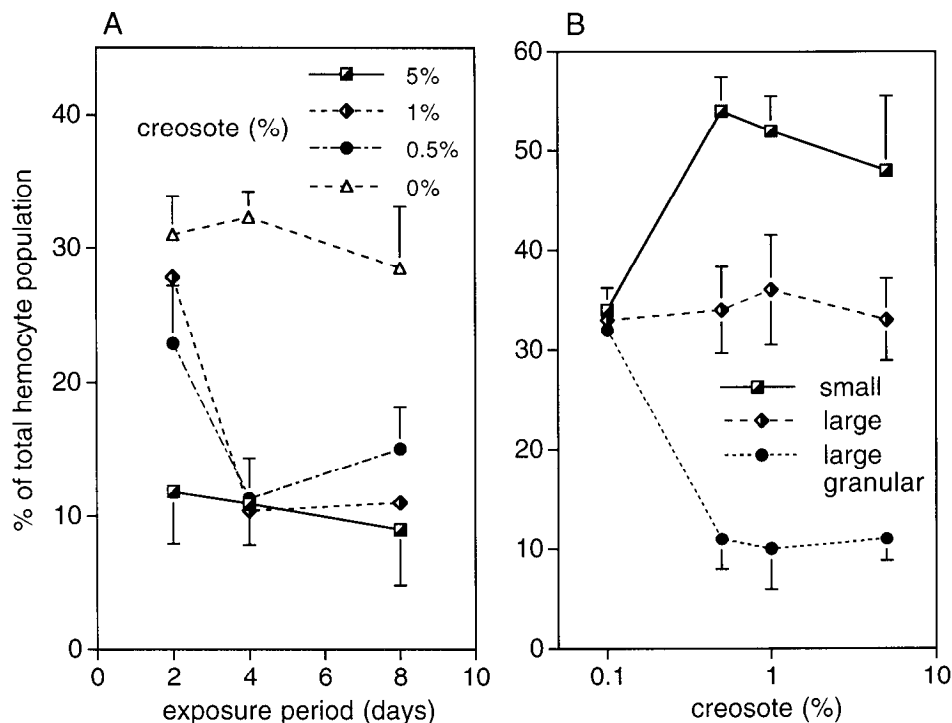 A
5%
1%
creosote (%)
0.5%
0%
40
30
20
10
0
0 2 4 6 8 10
exposure period (days)
% of total hemocyte population
B
60
50
40
30
20
10
0
small
large
large
granular
0.1 1 10
creosote (%)